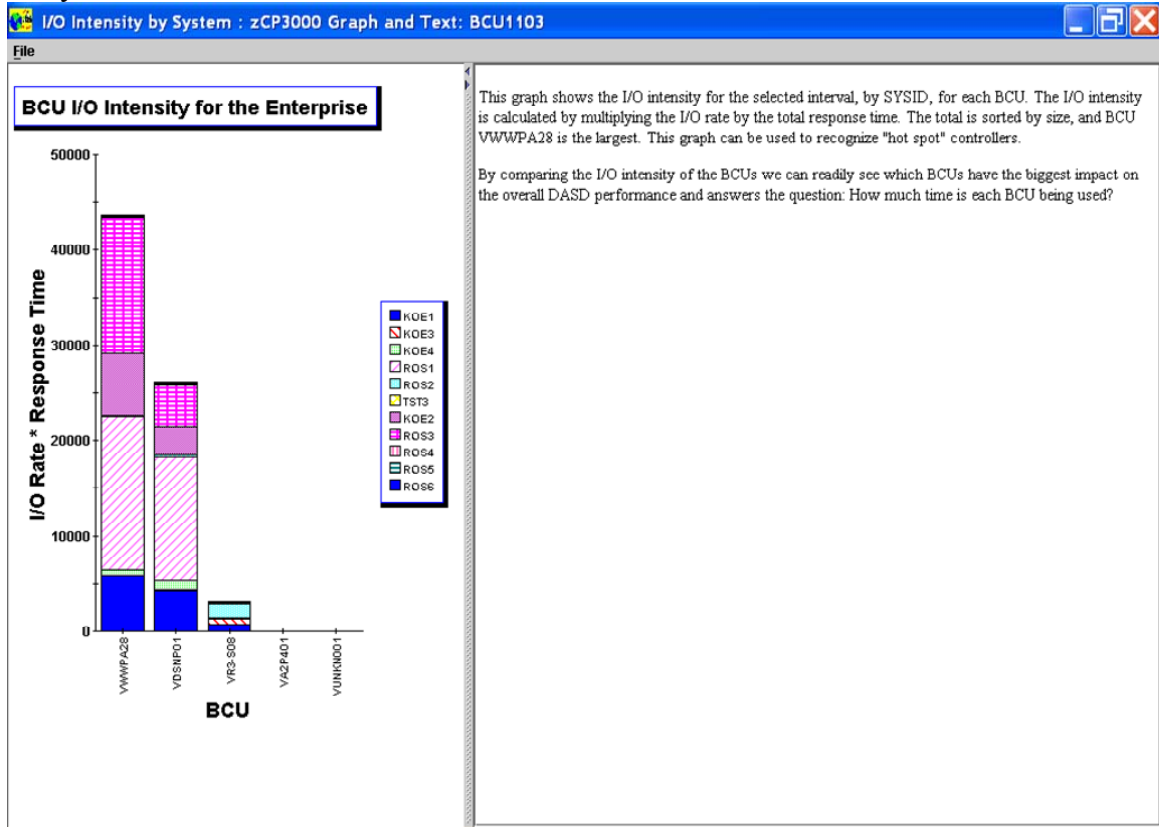 I/O Intensity by System : zCP3000 Graph and Text: BCU1103
File
BCU I/O Intensity for the Enterprise
50000
40000
30000
20000
10000
0
I/O Rate * Response Time
VWWPA28
VDSNP01
VR3-S08
VA2P401
VUNKN001
BCU
KOE1
KOE3
KOE4
ROS1
ROS2
TST3
KOE2
ROS3
ROS4
ROS5
ROS6
This graph shows the I/O intensity for the selected interval, by SYSID, for each BCU. The I/O intensity
is calculated by multiplying the I/O rate by the total response time. The total is sorted by size, and BCU
VWWPA28 is the largest. This graph can be used to recognize "hot spot" controllers.
By comparing the I/O intensity of the BCUs we can readily see which BCUs have the biggest impact on
the overall DASD performance and answers the question: How much time is each BCU being used?